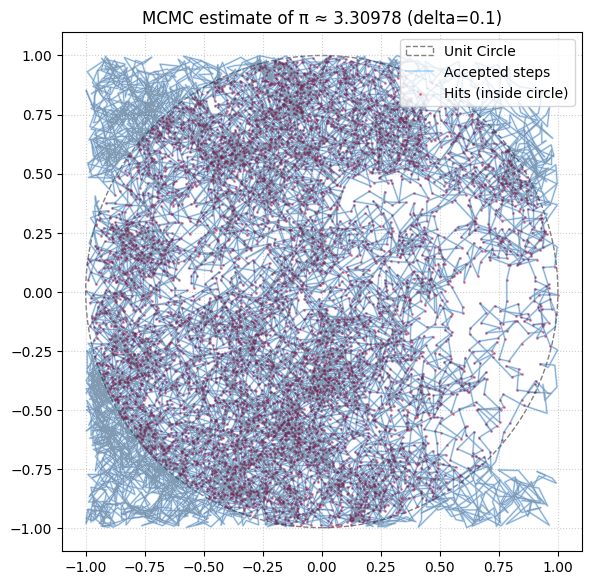 MCMC estimate of π ≈ 3.30978 (delta=0.1)
Unit Circle
Accepted steps
Hits (inside circle)
1.00
0.75
0.50
0.25
0.00
−0.25
−0.50
−0.75
−1.00
−1.00 −0.75 −0.50 −0.25 0.00 0.25 0.50 0.75 1.00